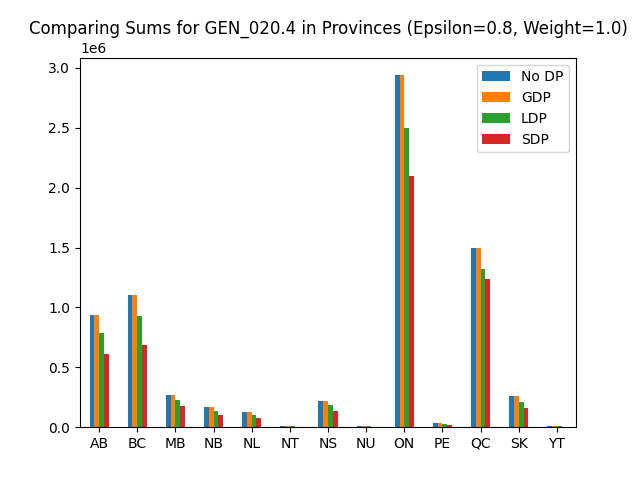 Comparing Sums for GEN_020.4 in Provinces (Epsilon=0.8, Weight=1.0)
1e6
No DP
GDP
LDP
SDP
3.0
2.5
2.0
1.5
1.0
0.5
0.0
AB BC MB NB NL NT NS NU ON PE QC SK YT